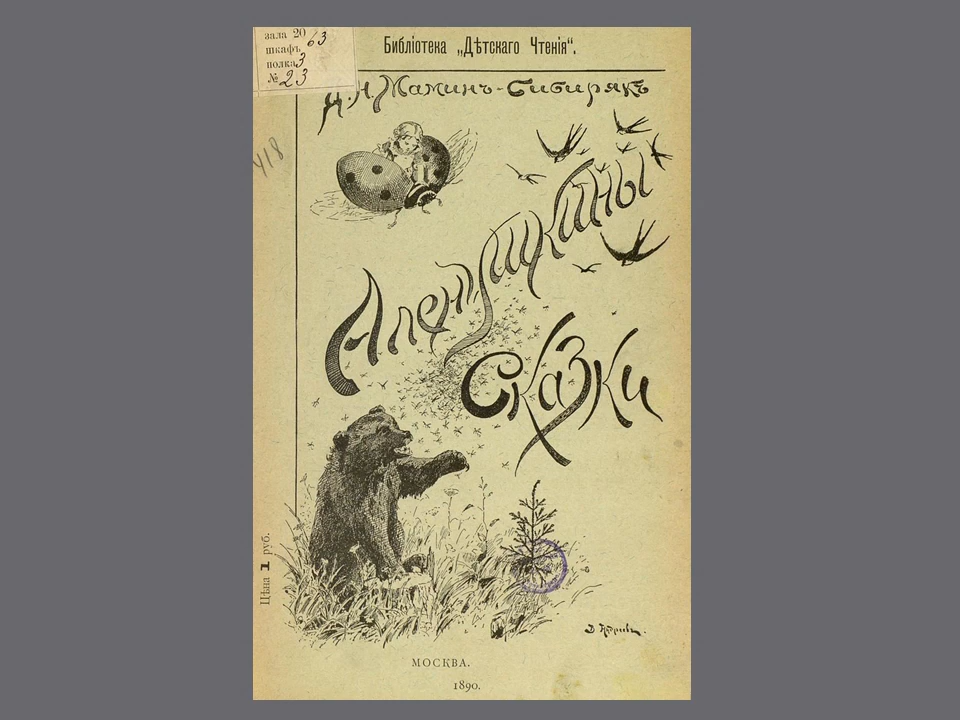 зала 20
шкафъ 63
полка 3
№ 23
Библіотека „Дѣтскаго Чтенія“.
Д. Н. Маминъ-Сибирякъ
418
Аленушкины
Сказки
Цѣна 1 руб.
МОСКВА.
1890.